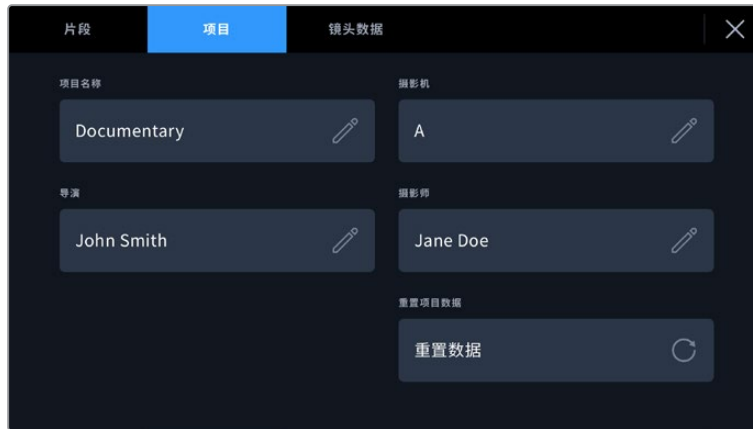 片段 项目 镜头数据
项目名称 摄影机
Documentary A
导演 摄影师
John Smith Jane Doe
重置项目数据
重置数据